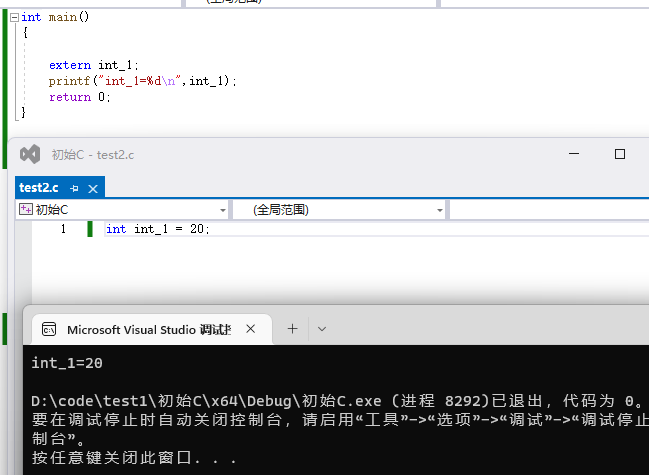 (全局范围)
int main()
{
extern int_1;
printf("int_1=%d\n",int_1);
return 0;
}
初始C - test2.c
test2.c
初始C
(全局范围)
1 int int_1 = 20;
Microsoft Visual Studio 调试
int_1=20
D:\code\test1\初始C\x64\Debug\初始C.exe (进程 8292)已退出，代码为 0。
要在调试停止时自动关闭控制台，请启用“工具”->“选项”->“调试”->“调试停止
制台”。
按任意键关闭此窗口. . .